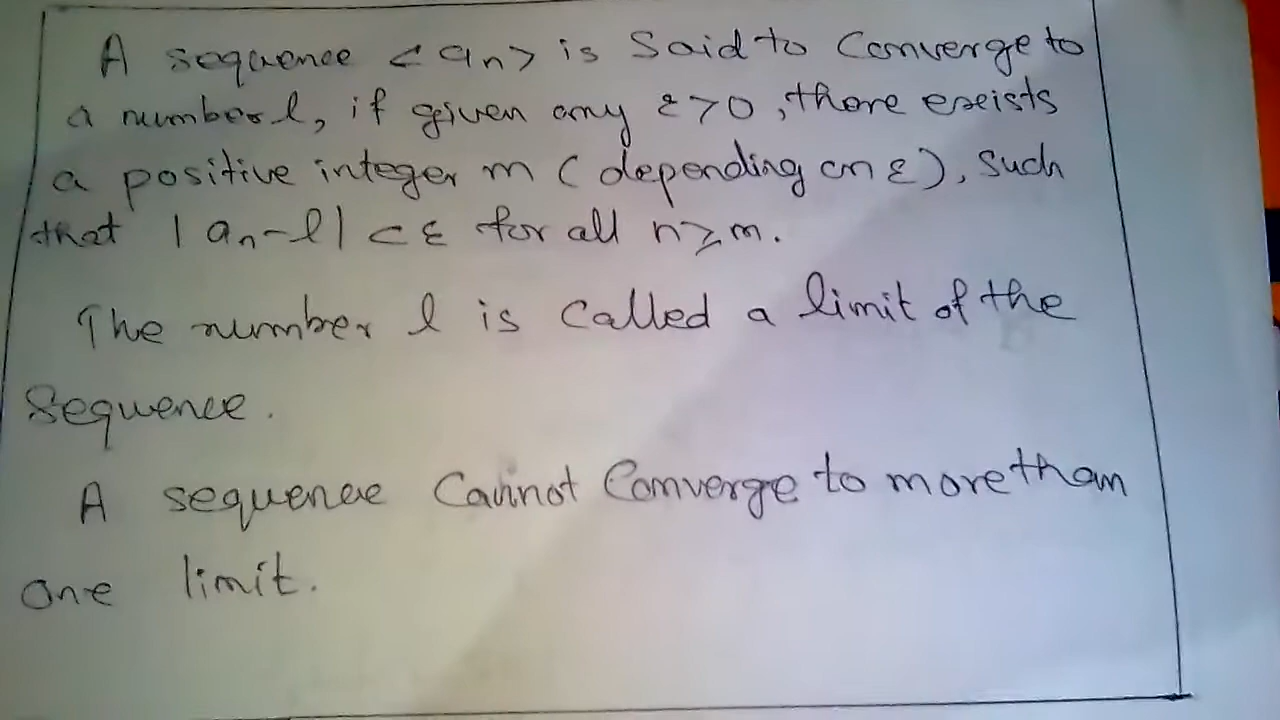 A sequence <an> is Said to Converge to
a number l, if given any ε>0, there exists
a positive integer m (depending on ε), such
that |an-l| <ε for all n≥m.
The number l is called a limit of the
Sequence.
A sequence Cannot Converge to more than
one limit.